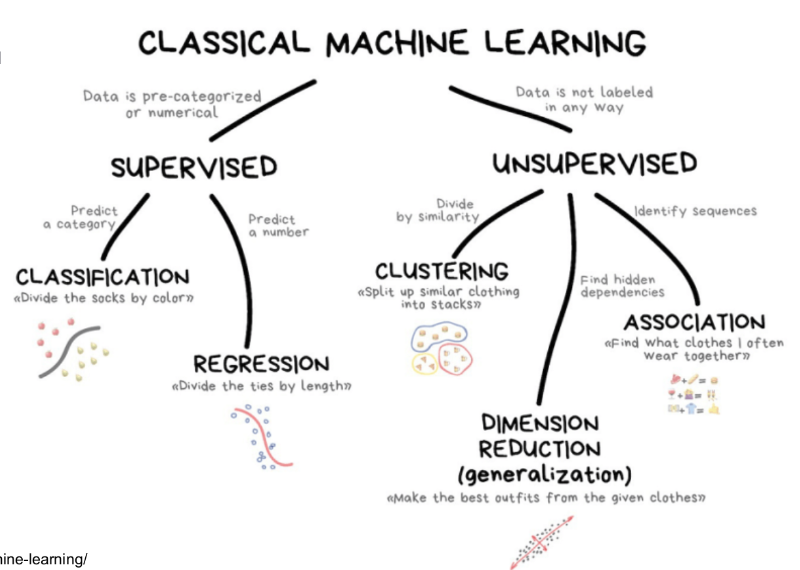 CLASSICAL MACHINE LEARNING
Data is pre-categorized
or numerical
Data is not labeled
in any way
SUPERVISED
UNSUPERVISED
Predict
a category
Predict
a number
Divide
by similarity
Identify sequences
CLASSIFICATION
«Divide the socks by color»
CLUSTERING
«Split up similar clothing
into stacks»
Find hidden
dependencies
ASSOCIATION
«Find what clothes I often
wear together»
REGRESSION
«Divide the ties by length»
DIMENSION
REDUCTION
(generalization)
«Make the best outfits from the given clothes»
ine-learning/